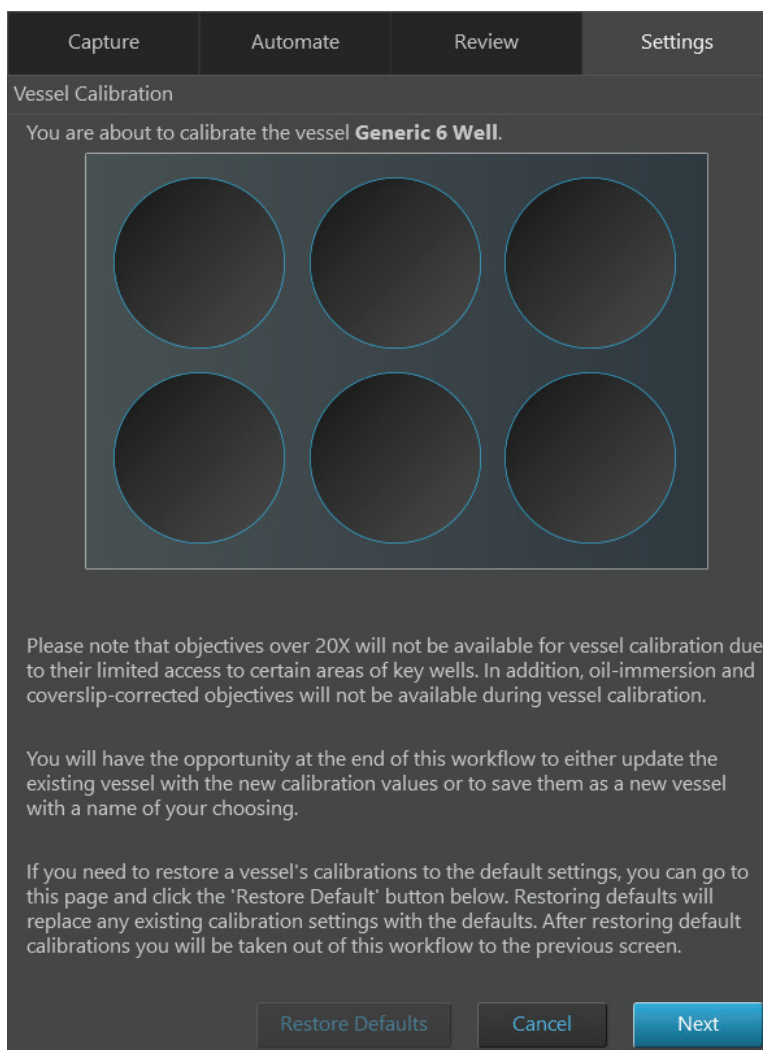 Capture Automate Review Settings
Vessel Calibration
You are about to calibrate the vessel Generic 6 Well.
Please note that objectives over 20X will not be available for vessel calibration due
to their limited access to certain areas of key wells. In addition, oil-immersion and
coverslip-corrected objectives will not be available during vessel calibration.
You will have the opportunity at the end of this workflow to either update the
existing vessel with the new calibration values or to save them as a new vessel
with a name of your choosing.
If you need to restore a vessel's calibrations to the default settings, you can go to
this page and click the 'Restore Default' button below. Restoring defaults will
replace any existing calibration settings with the defaults. After restoring default
calibrations you will be taken out of this workflow to the previous screen.
Restore Defaults Cancel Next